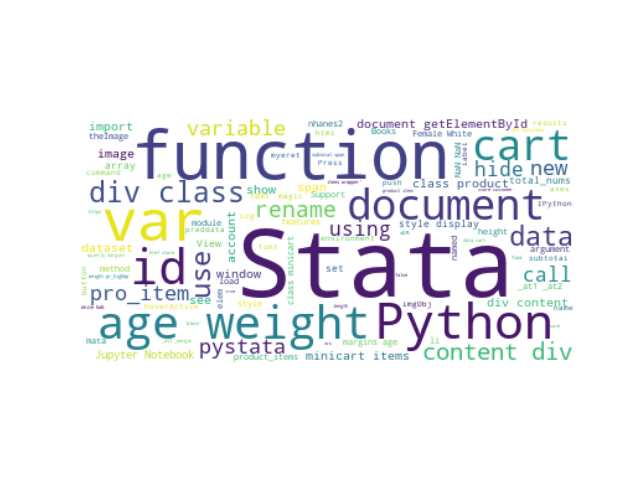 import
theImage
variable
nhanes2
document getElementById
results
html
Books
Female White
image
array
command
age
function
myeret
Press
NaN NaN
label
cart
hide
new
total_nums
div class
show
span
push
class product
axes
iPython
text
magic
rename
features
Log
document
var
module
preddata
account
using
style display
height
named
argument
data
dataset
View
font
environment
Stata
subtotal
id
use
method
button
window
load
elem
set
imgObj
_at1 _at2
call
pro_item
see
hoverActive
style
class minicart
div content
name
age weight
Python
mata
pystata
margins age
li
Jupyter Notebook
product_items
minicart items
content div
Support